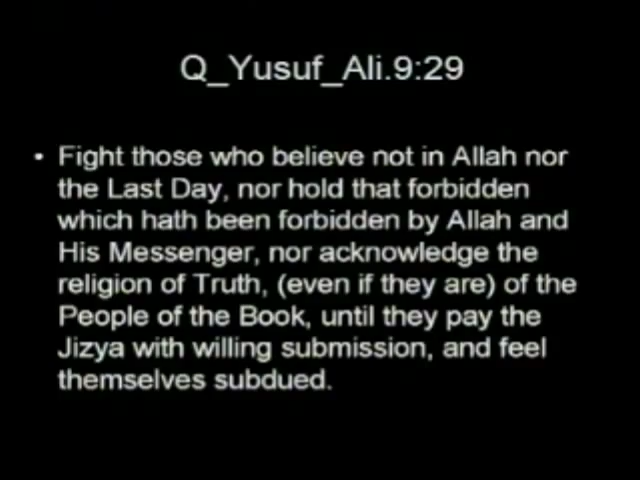 Q_Yusuf_Ali.9:29
• Fight those who believe not in Allah nor
the Last Day, nor hold that forbidden
which hath been forbidden by Allah and
His Messenger, nor acknowledge the
religion of Truth, (even if they are) of the
People of the Book, until they pay the
Jizya with willing submission, and feel
themselves subdued.